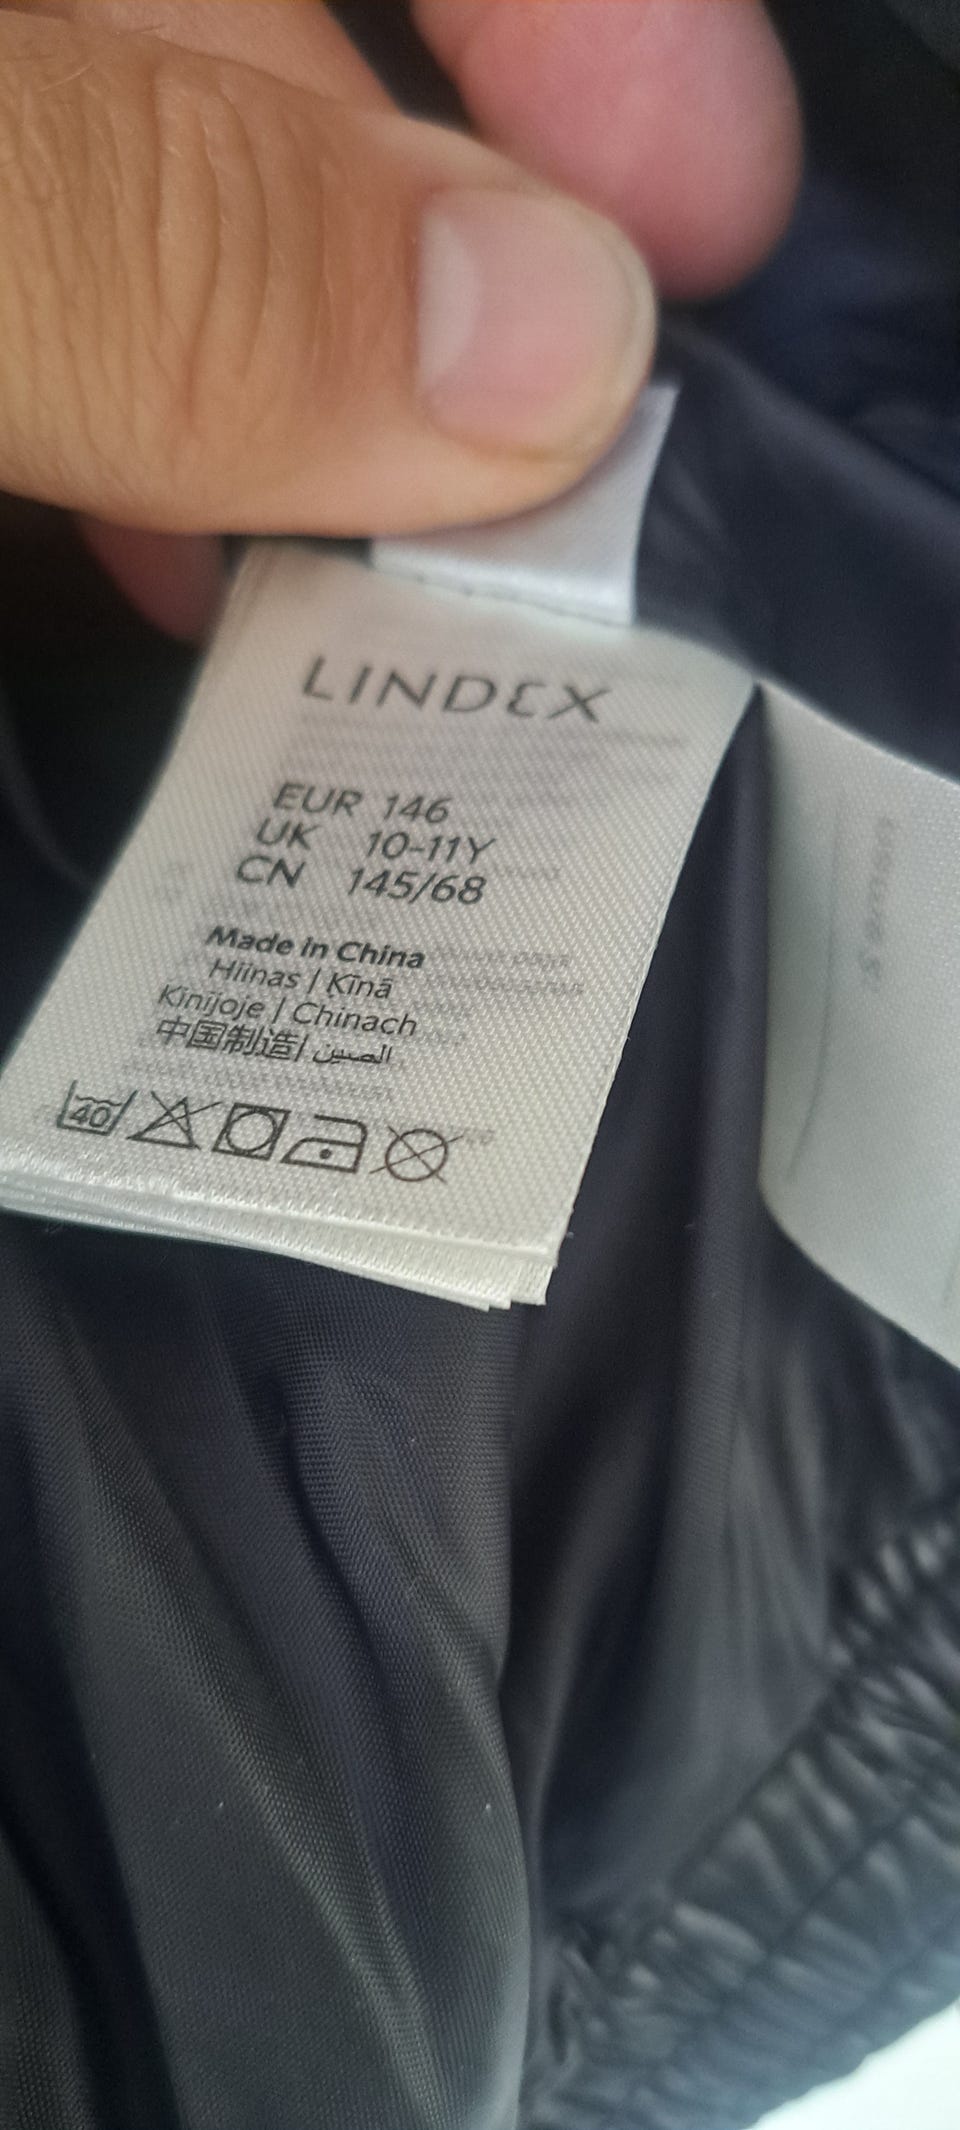 LINDEX
EUR 146
UK 10-11Y
CN 145/68
Made in China
Hiinas | Ķīnā
Kinijoje | Chinach
中国制造| الصين
40